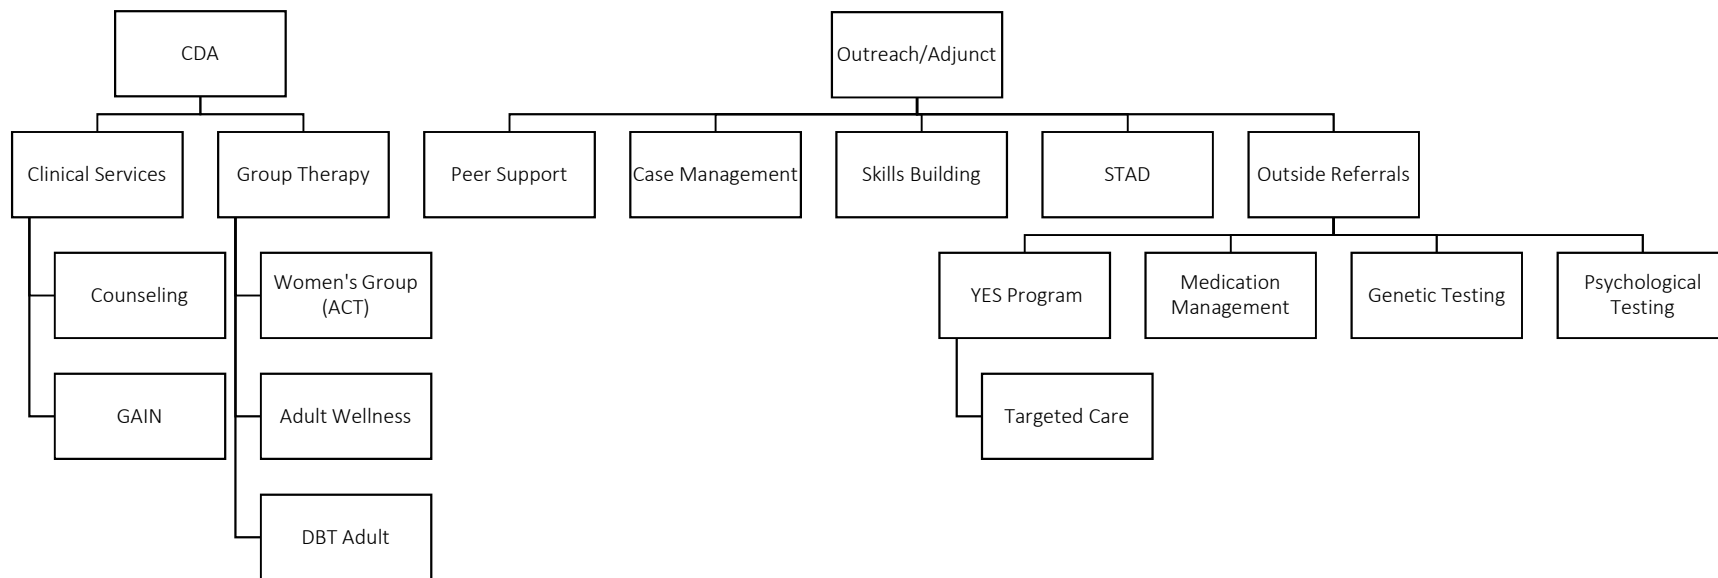 CDA
Outreach/Adjunct
Clinical Services
Group Therapy
Peer Support
Case Management
Skills Building
STAD
Outside Referrals
Counseling
Women's Group
(ACT)
YES Program
Medication
Management
Genetic Testing
Psychological
Testing
GAIN
Adult Wellness
Targeted Care
DBT Adult